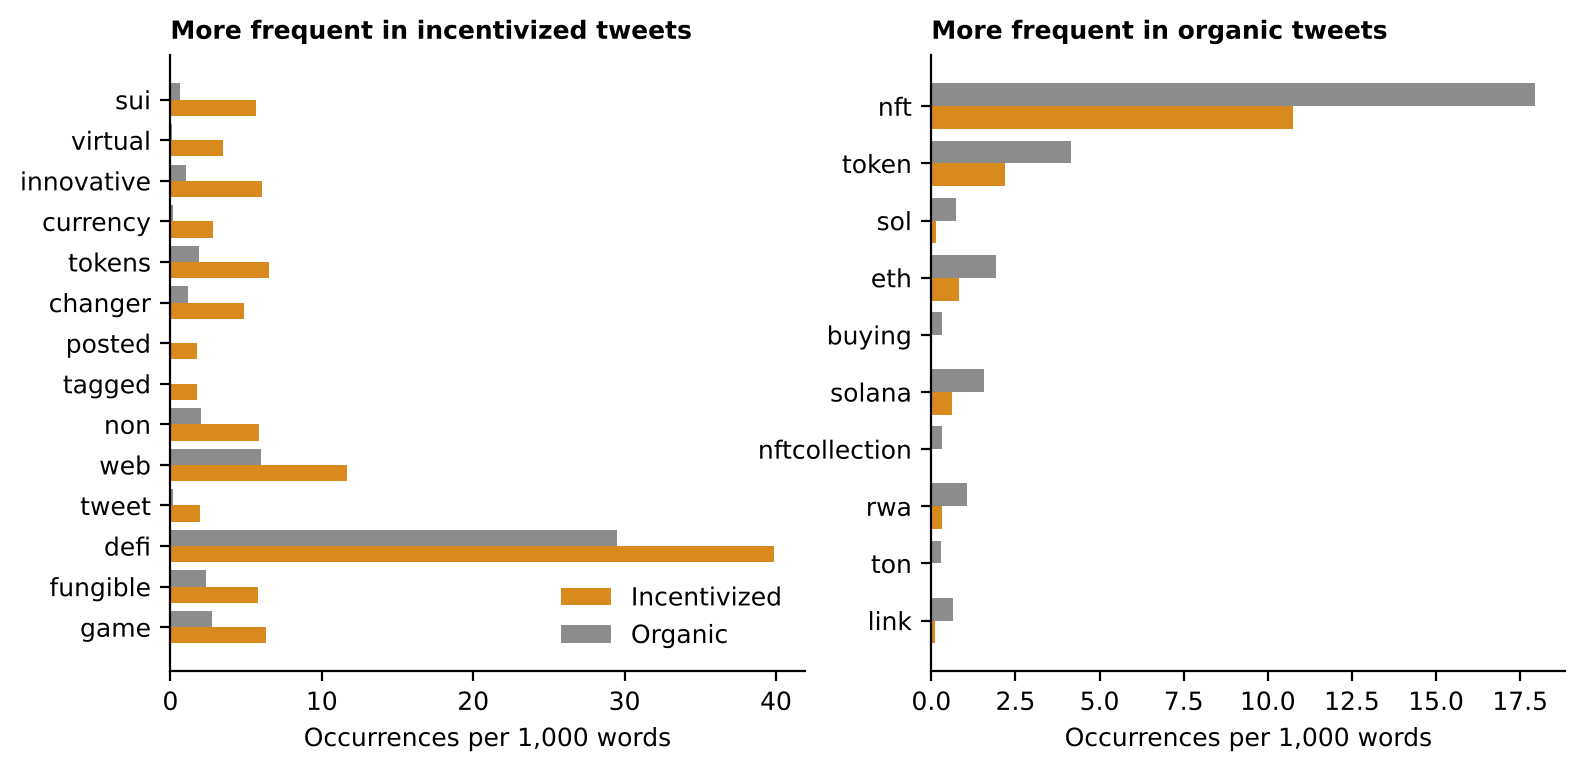 More frequent in incentivized tweets
sui
virtual
innovative
currency
tokens
changer
posted
tagged
non
web
tweet
defi
fungible
game
Incentivized
Organic
0 10 20 30 40
Occurrences per 1,000 words
More frequent in organic tweets
nft
token
sol
eth
buying
solana
nftcollection
rwa
ton
link
0.0 2.5 5.0 7.5 10.0 12.5 15.0 17.5
Occurrences per 1,000 words